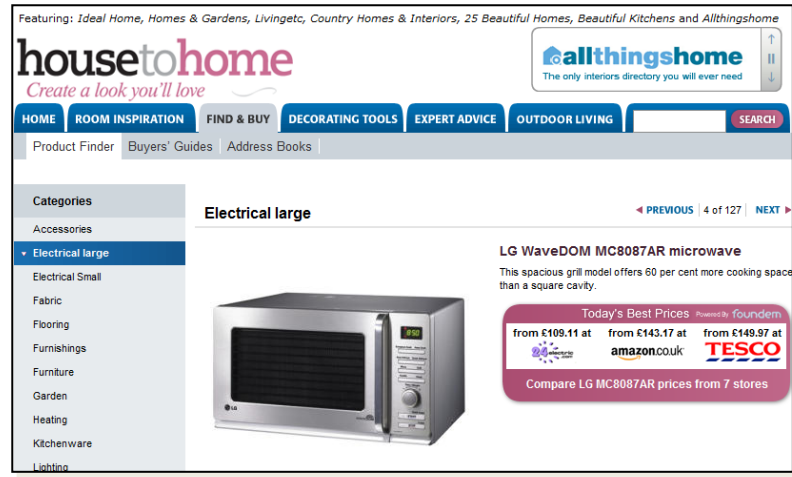 Featuring: Ideal Home, Homes & Gardens, Livingetc, Country Homes & Interiors, 25 Beautiful Homes, Beautiful Kitchens and Allthingshome
housetohome
Create a look you'll love
allthingshome
The only interiors directory you will ever need
HOME ROOM INSPIRATION FIND & BUY DECORATING TOOLS EXPERT ADVICE OUTDOOR LIVING SEARCH
Product Finder Buyers' Guides Address Books
Categories
Accessories
Electrical large
Electrical Small
Fabric
Flooring
Furnishings
Furniture
Garden
Heating
Kitchenware
Lighting
Electrical large
PREVIOUS 4 of 127 NEXT
850
LG
LG WaveDOM MC8087AR microwave
This spacious grill model offers 60 per cent more cooking space
than a square cavity.
Today's Best Prices Powered By foundem
from £109.11 at from £143.17 at from £149.97 at
24electric.com amazon.co.uk TESCO
Compare LG MC8087AR prices from 7 stores